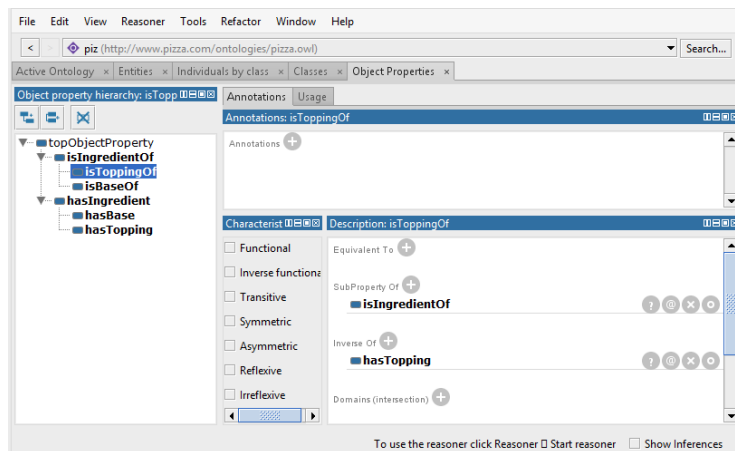 File Edit View Reasoner Tools Refactor Window Help
< > piz (http://www.pizza.com/ontologies/pizza.owl) Search...
Active Ontology × Entities × Individuals by class × Classes × Object Properties ×
Object property hierarchy: isTopp
Annotations Usage
Annotations: isToppingOf
Annotations
topObjectProperty
isIngredientOf
isToppingOf
isBaseOf
hasIngredient
hasBase
hasTopping
Characterist
Description: isToppingOf
Functional
Inverse functiona
Transitive
Symmetric
Asymmetric
Reflexive
Irreflexive
Equivalent To
SubProperty Of
isIngredientOf
Inverse Of
hasTopping
Domains (intersection)
To use the reasoner click Reasoner ▯ Start reasoner Show Inferences